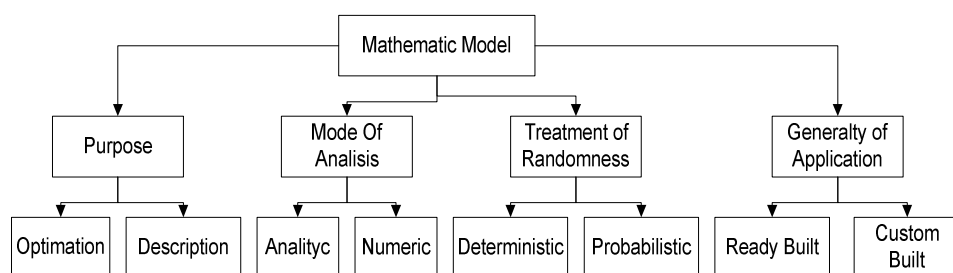 Mathematic Model
Purpose
Mode Of
Analisis
Treatment of
Randomness
Generalty of
Application
Optimation
Description
Analityc
Numeric
Deterministic
Probabilistic
Ready Built
Custom
Built